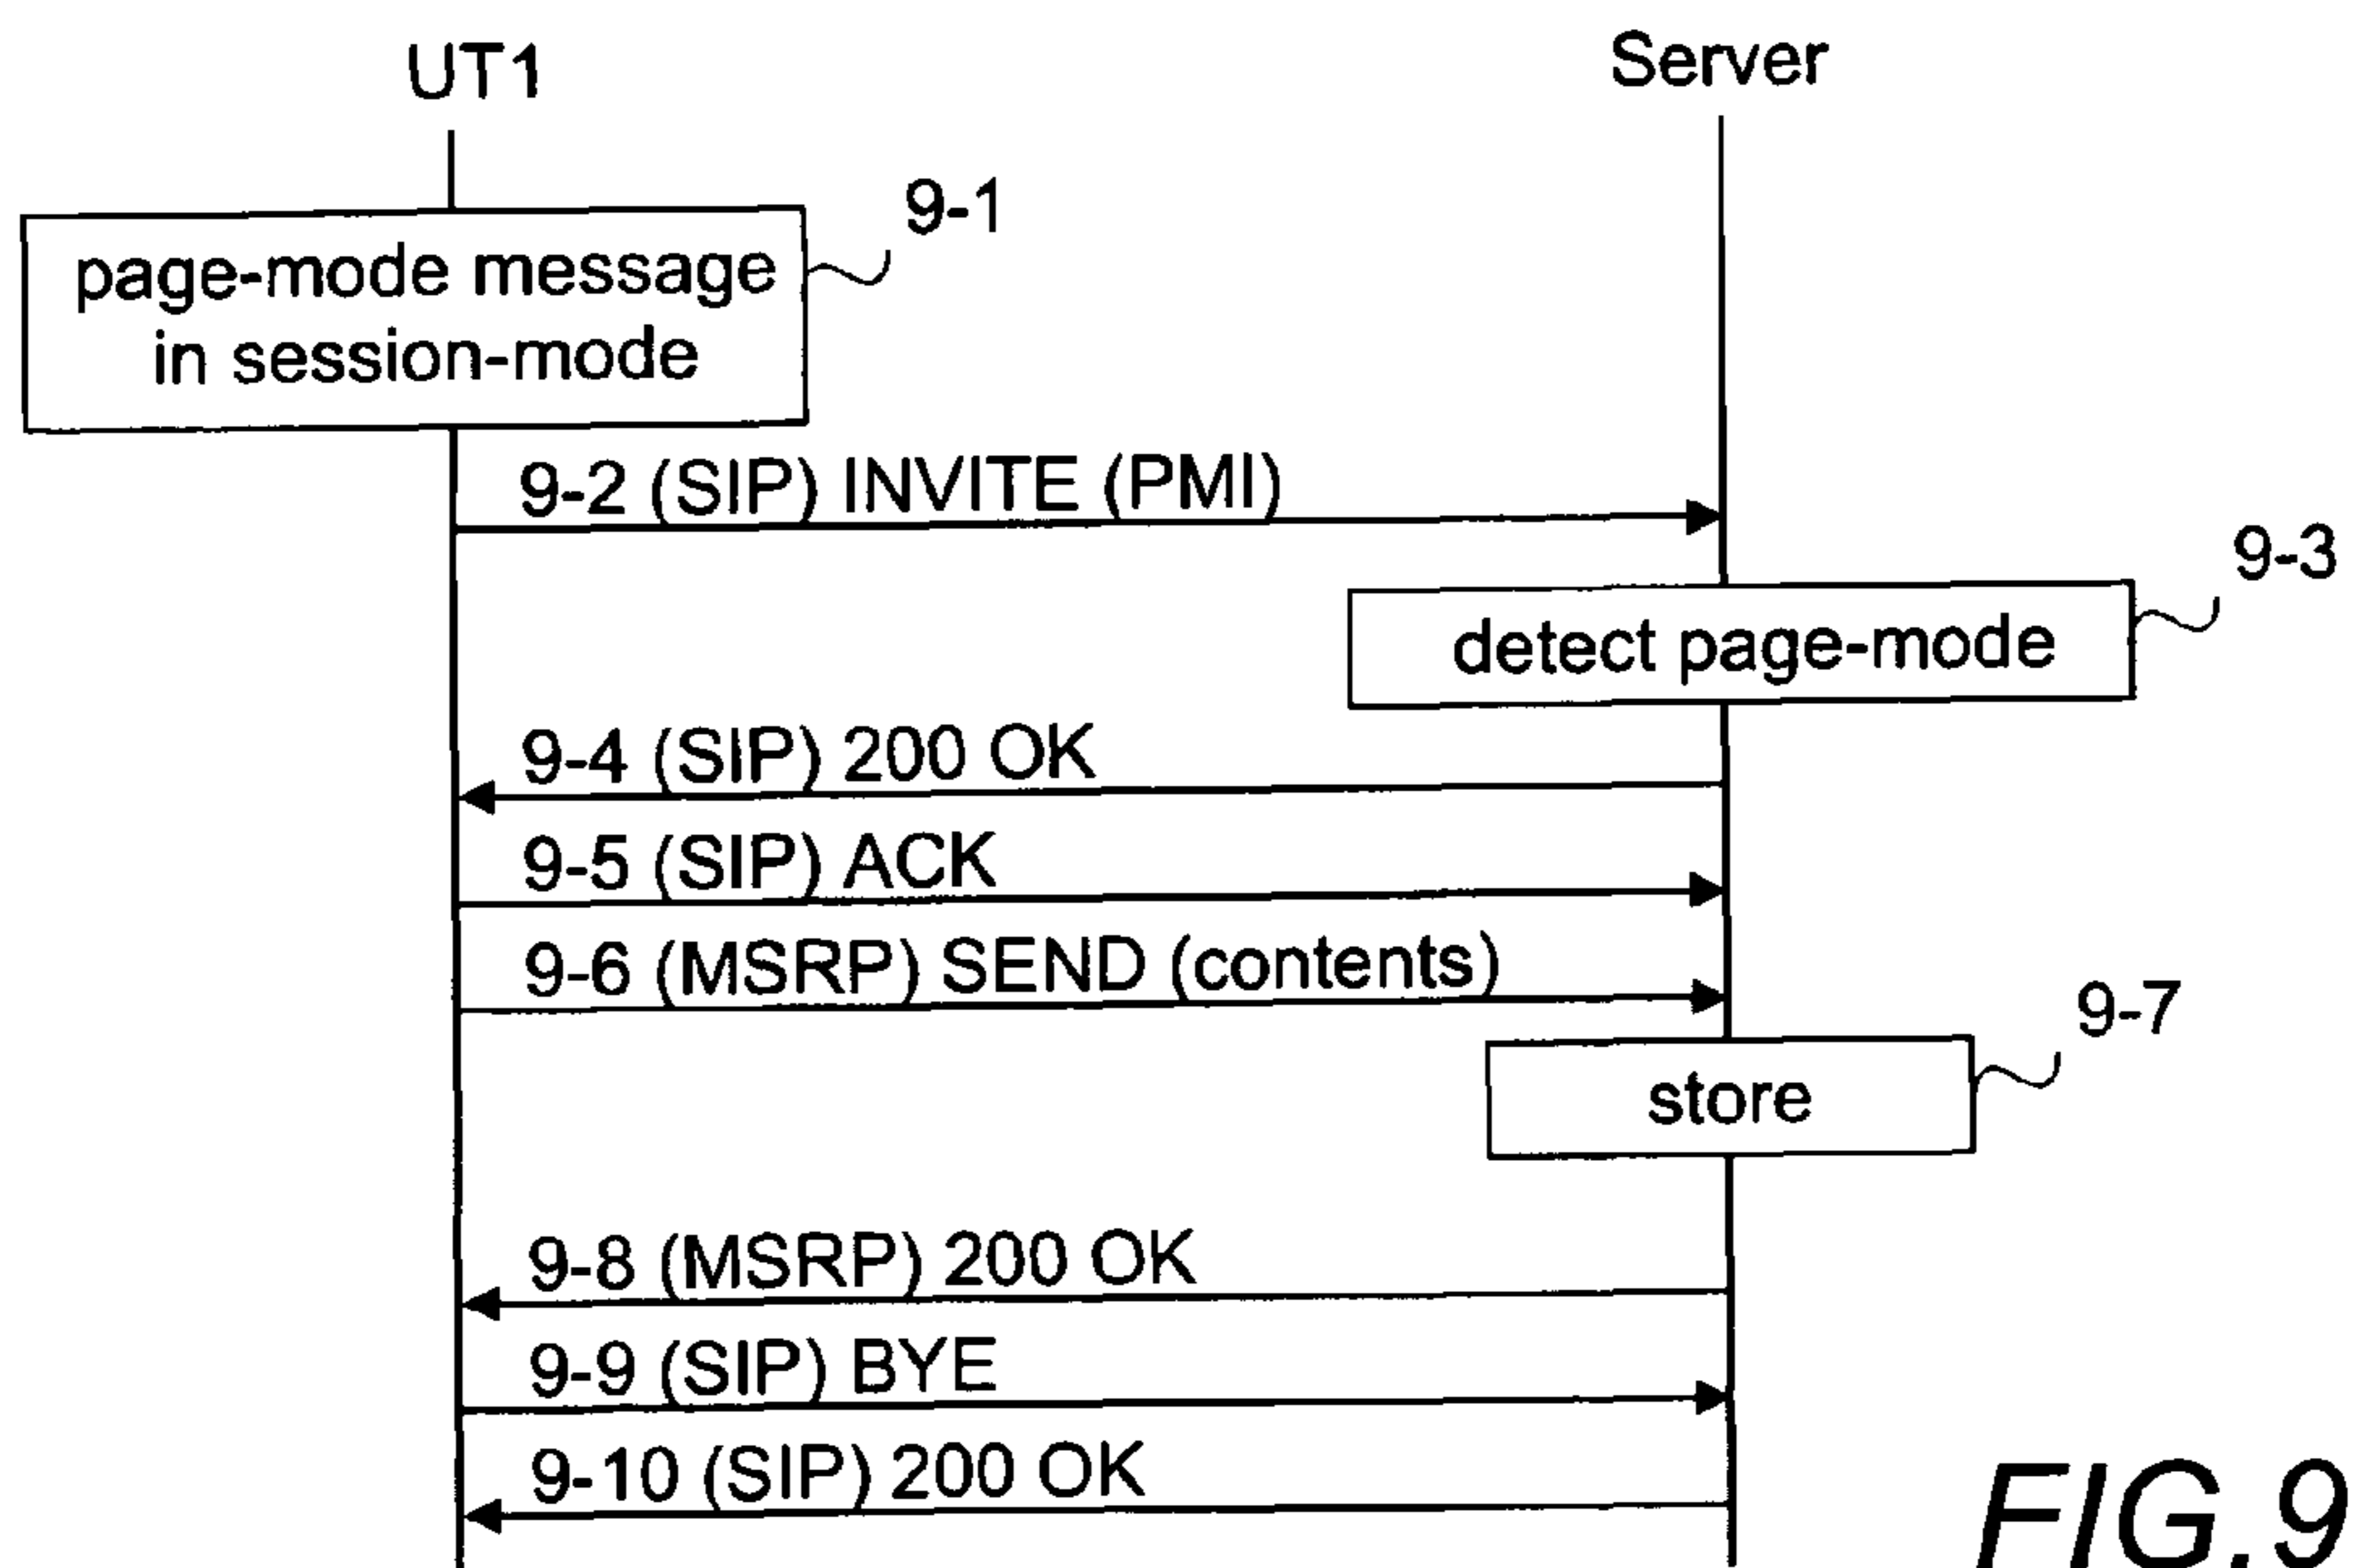 UT1
Server
9-1
page-mode message
in session-mode
9-2 (SIP) INVITE (PMI)
9-3
detect page-mode
9-4 (SIP) 200 OK
9-5 (SIP) ACK
9-6 (MSRP) SEND (contents)
9-7
store
9-8 (MSRP) 200 OK
9-9 (SIP) BYE
9-10 (SIP) 200 OK
FIG.9